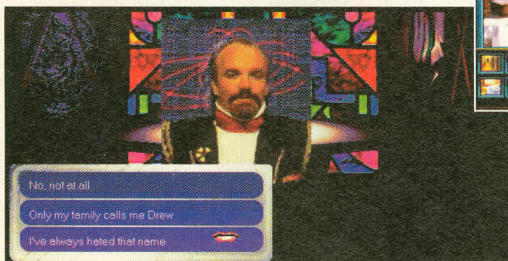 No, not at all
Only my family calls me Drew
I've always hated that name